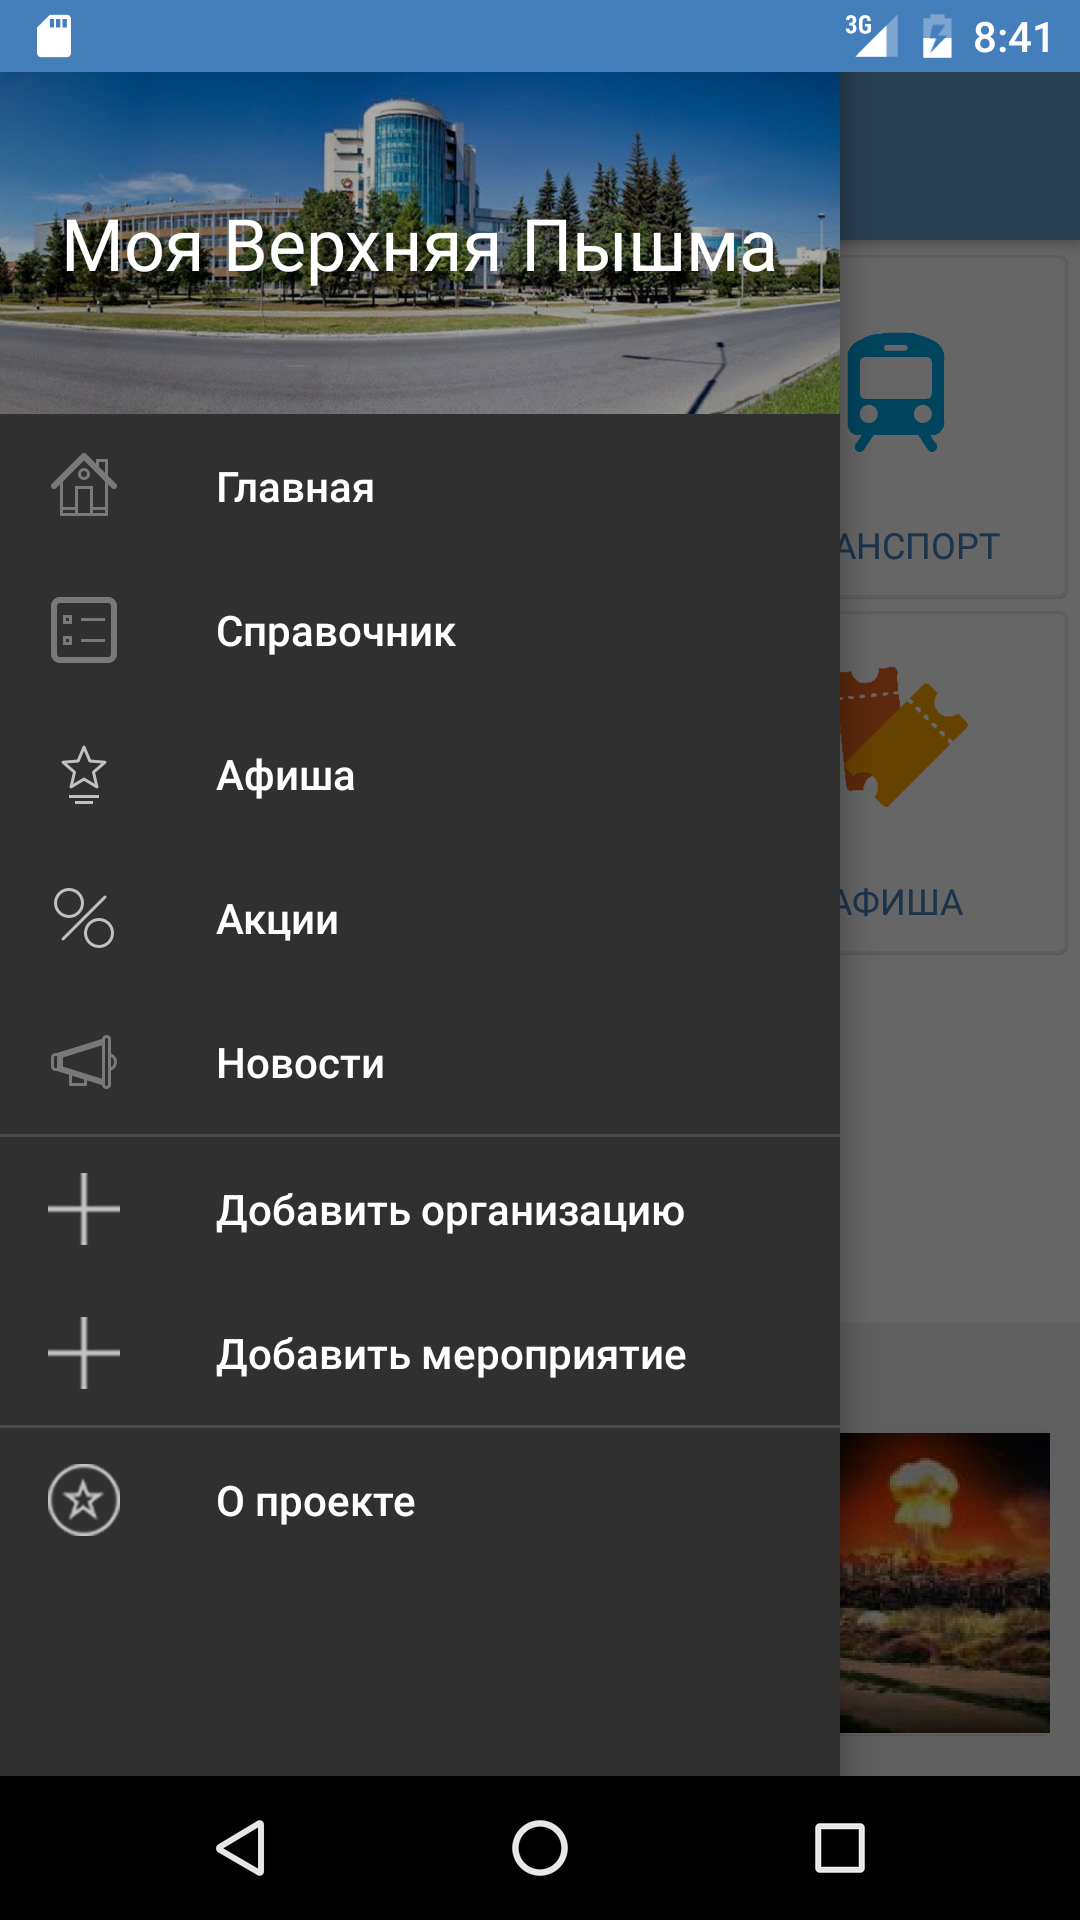 3G 8:41
Моя Верхняя Пышма
Главная
АНСПОРТ
Справочник
Афиша
АФИША
Акции
Новости
Добавить организацию
Добавить мероприятие
О проекте